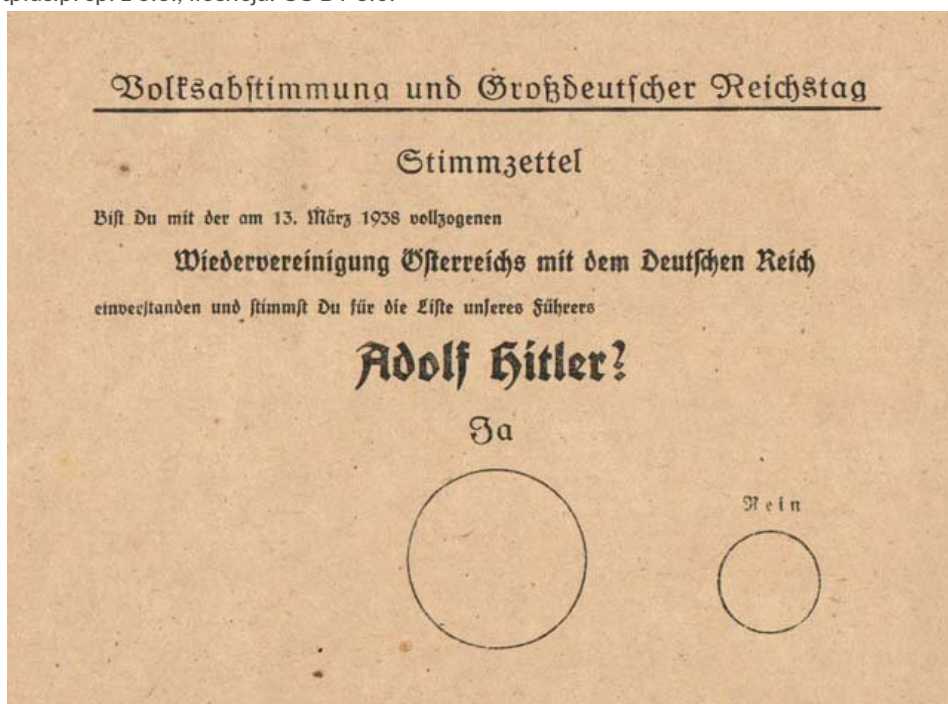 Volksabstimmung und Großdeutscher Reichstag
Stimmzettel
Bist Du mit der am 13. März 1938 vollzogenen
Wiedervereinigung Österreichs mit dem Deutschen Reich
einverstanden und stimmst Du für die Liste unseres Führers
Adolf Hitler?
Ja
Nein